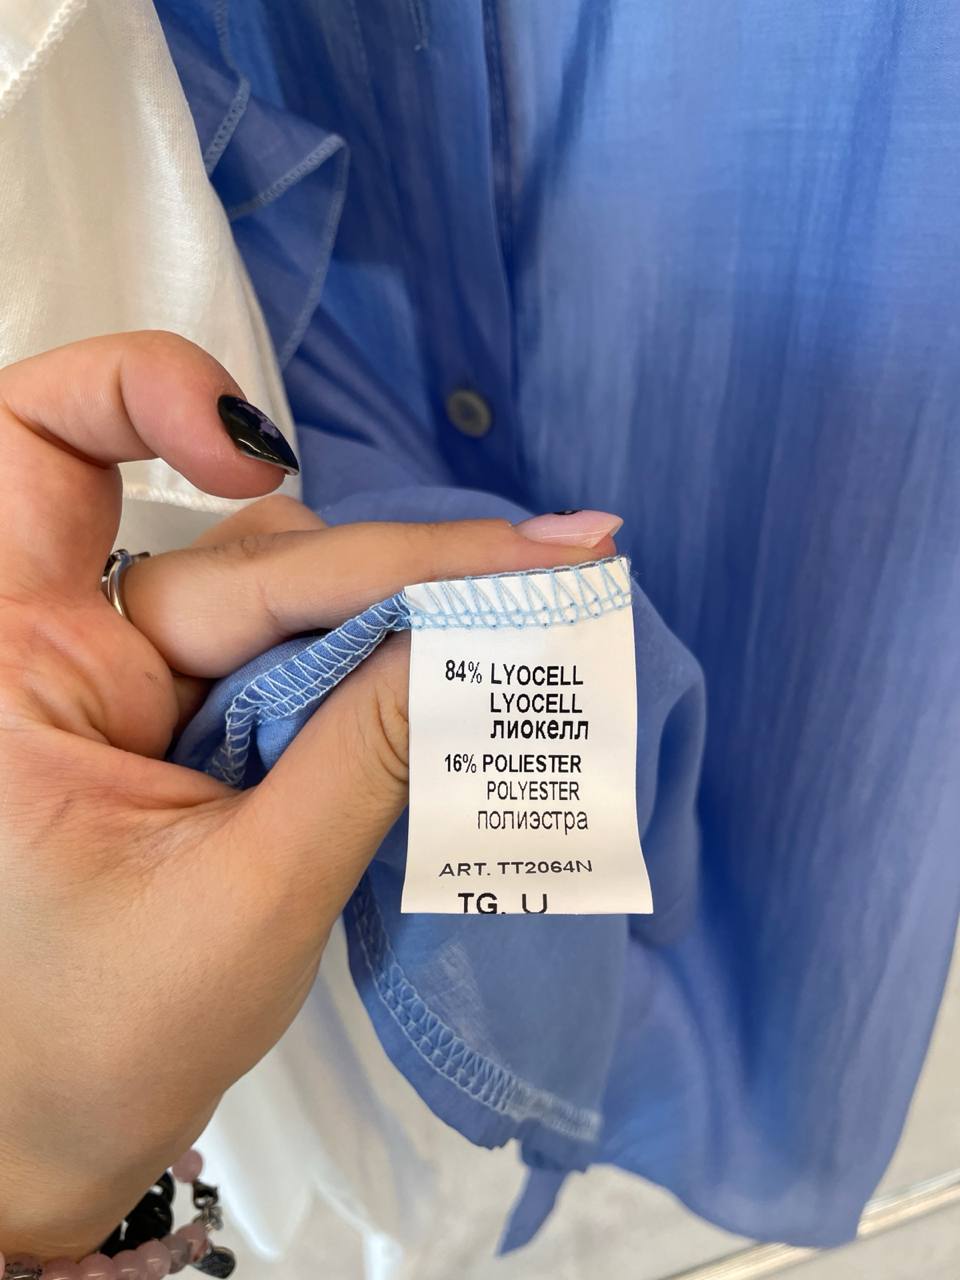 84% LYOCELL
LYOCELL
лиокелл
16% POLIESTER
POLYESTER
полиэстра
ART. TT2064N
TG. U